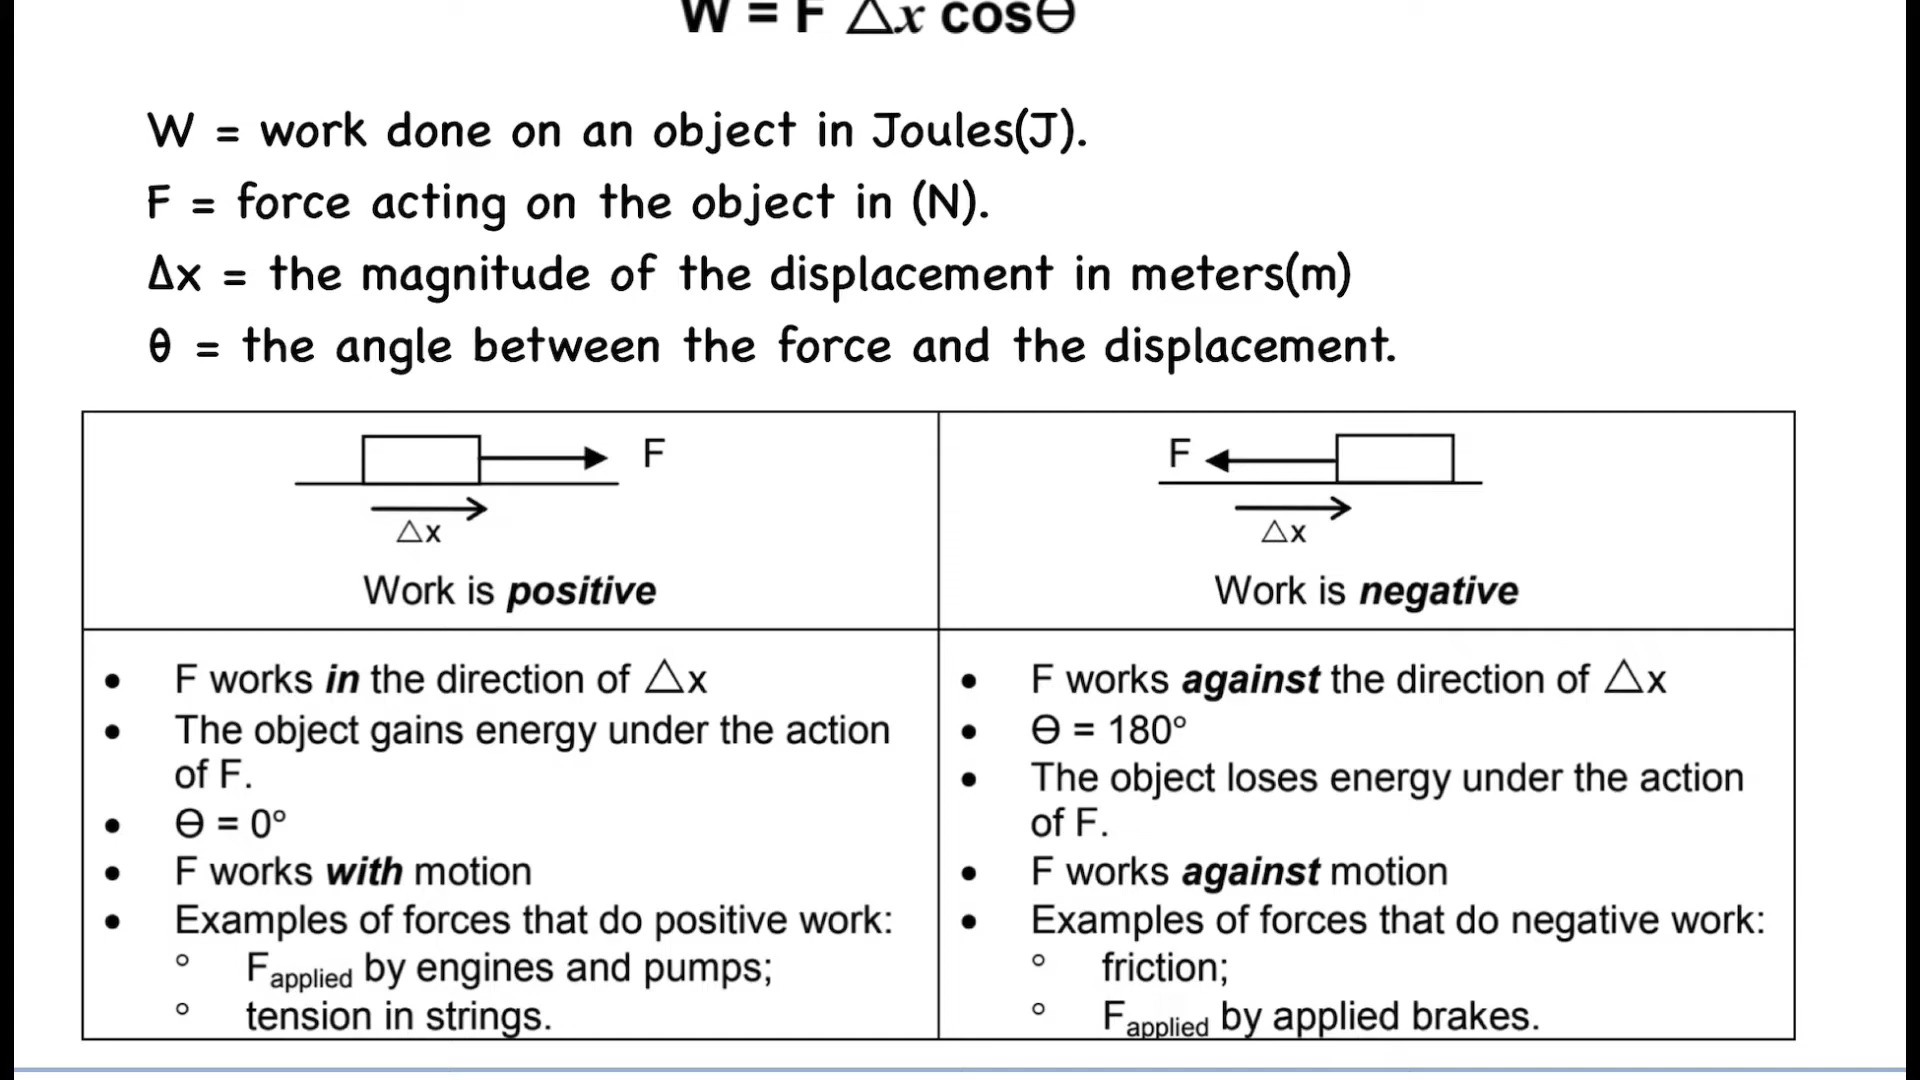 W = F △x cosΘ
W = work done on an object in Joules(J).
F = force acting on the object in (N).
Δx = the magnitude of the displacement in meters(m)
θ = the angle between the force and the displacement.
F
△x
Work is positive
F
△x
Work is negative
• F works in the direction of △x
• The object gains energy under the action
of F.
• Θ = 0°
• F works with motion
• Examples of forces that do positive work:
° Fapplied by engines and pumps;
° tension in strings.
• F works against the direction of △x
• Θ = 180°
• The object loses energy under the action
of F.
• F works against motion
• Examples of forces that do negative work:
° friction;
° Fapplied by applied brakes.